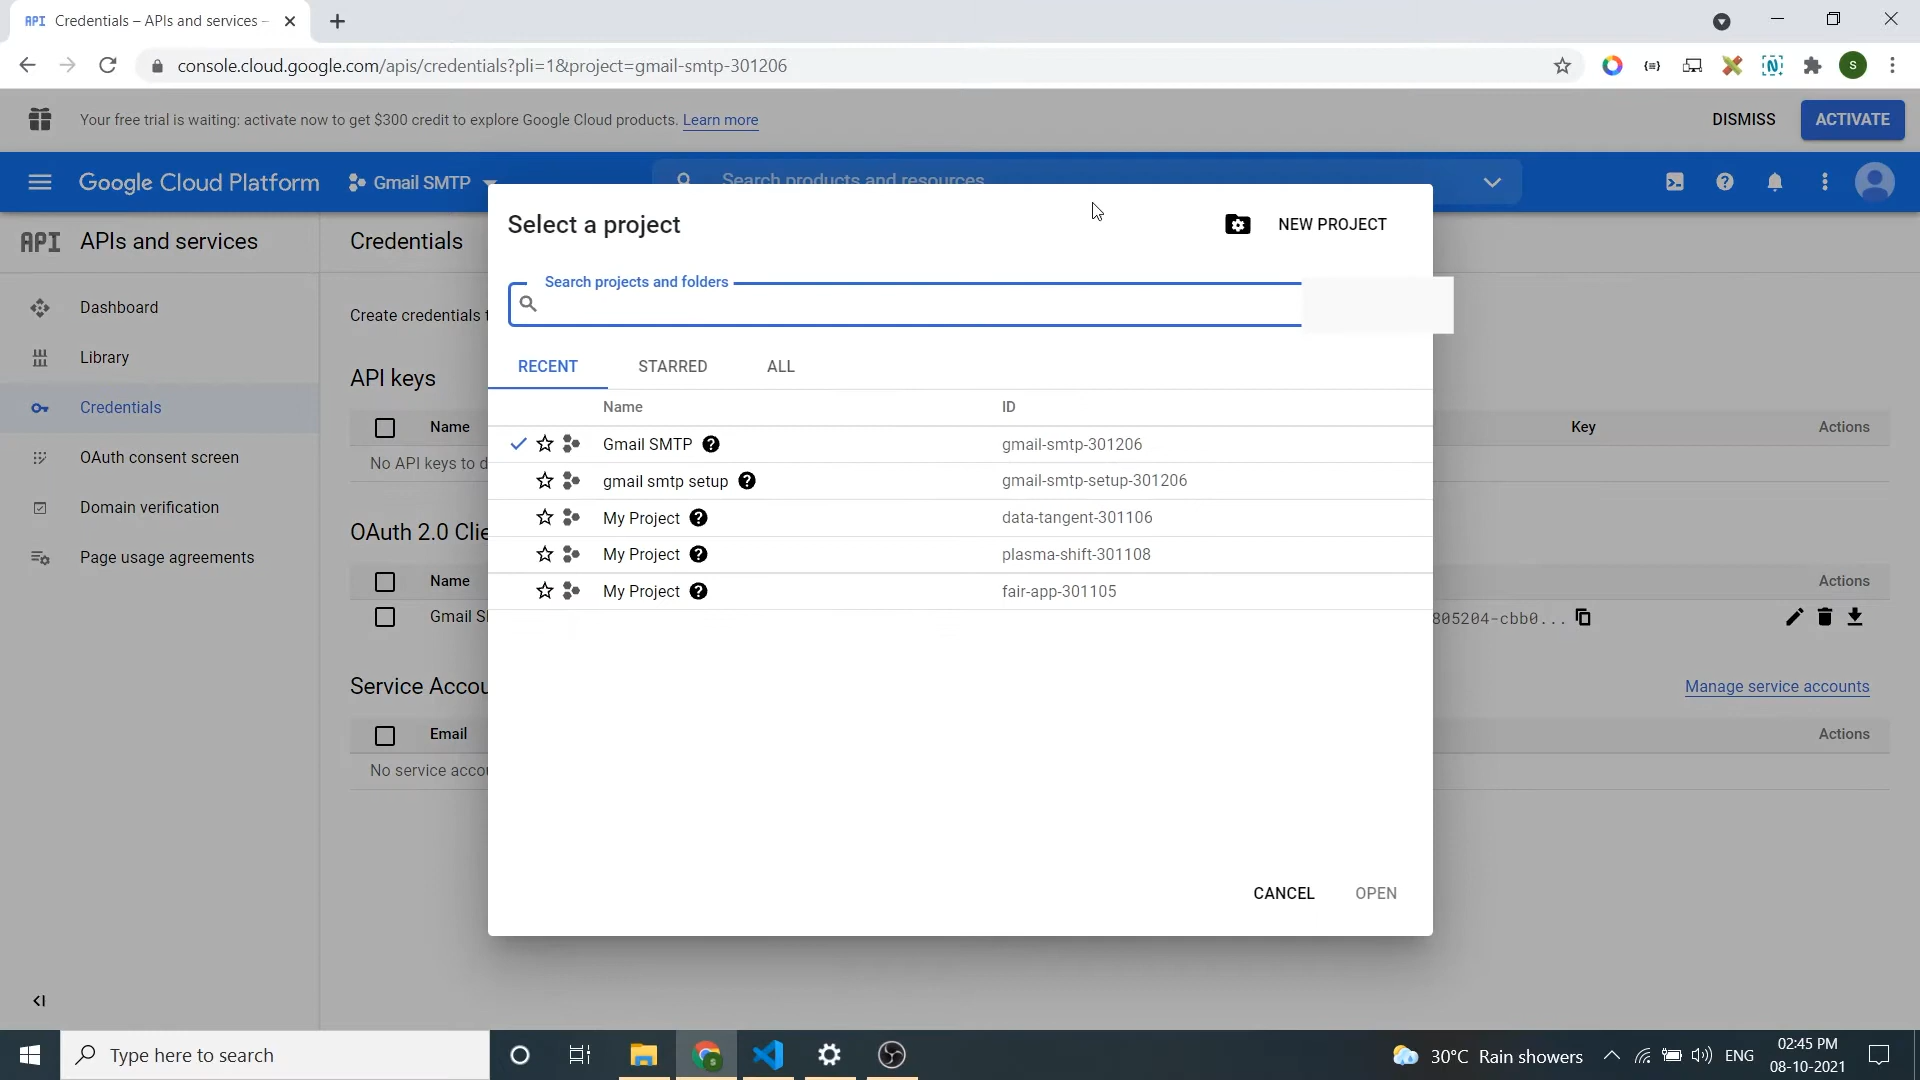 API Credentials – APIs and services –
console.cloud.google.com/apis/credentials?pli=1&project=gmail-smtp-301206
S
Your free trial is waiting: activate now to get $300 credit to explore Google Cloud products. Learn more
DISMISS
ACTIVATE
Google Cloud Platform
Gmail SMTP
Search products and resources
API APIs and services
Dashboard
Library
Credentials
OAuth consent screen
Domain verification
Page usage agreements
Credentials
Create credentials t
API keys
Name
Key
Actions
No API keys to d
OAuth 2.0 Clie
Name
Actions
Gmail S
805204-cbb0...
Service Accou
Manage service accounts
Email
Actions
No service accou
Select a project
NEW PROJECT
Search projects and folders
RECENT
STARRED
ALL
Name
ID
Gmail SMTP
gmail-smtp-301206
gmail smtp setup
gmail-smtp-setup-301206
My Project
data-tangent-301106
My Project
plasma-shift-301108
My Project
fair-app-301105
CANCEL
OPEN
Type here to search
30°C Rain showers
ENG
02:45 PM
08-10-2021